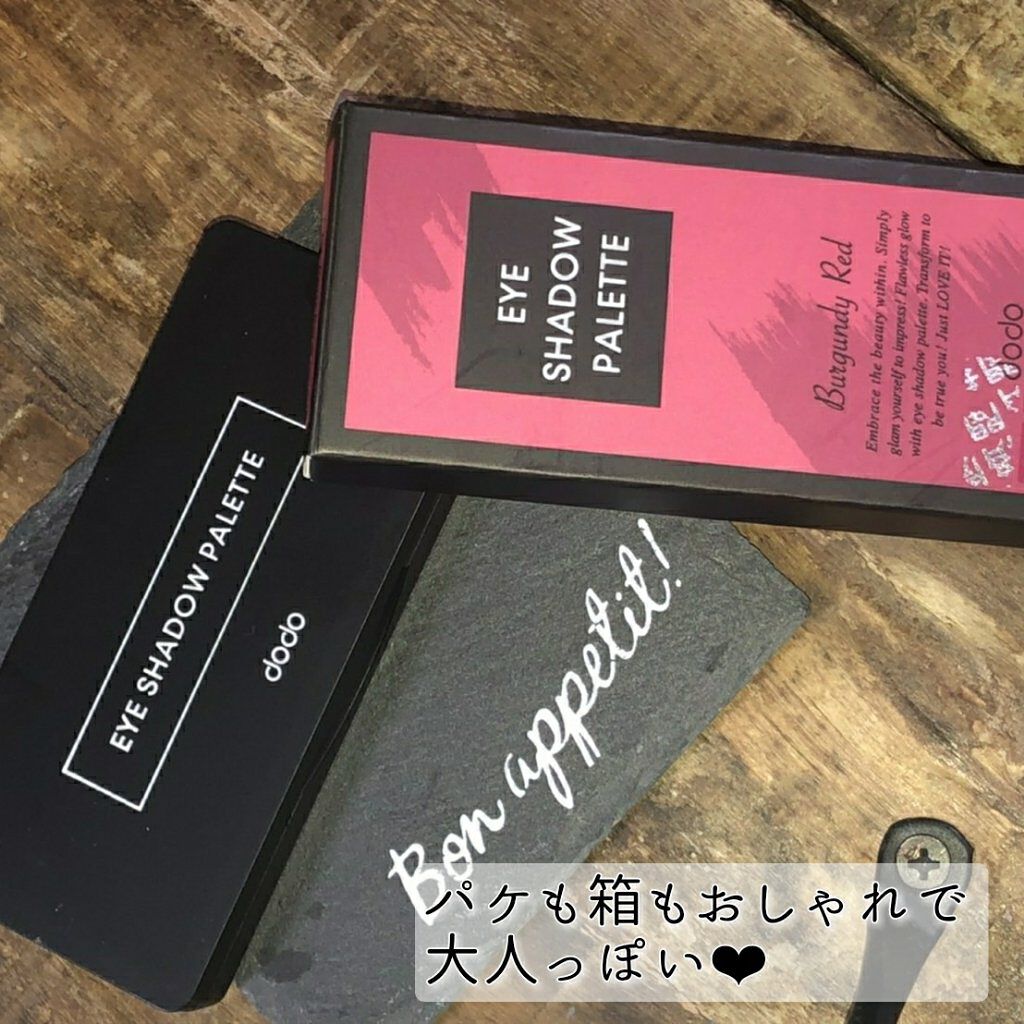 EYE
SHADOW
PALETTE
Burgundy Red
Embrace the beauty within. Simply
glam yourself to impress! Flawless glow
with eye shadow palette. Transform to
be true you! Just LOVE IT!
dodo
EYE SHADOW PALETTE
dodo
Bon appetit!
パケも箱もおしゃれで
大人っぽい❤